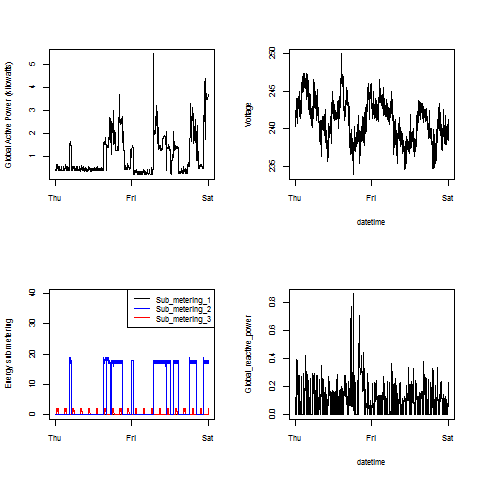 Global Active Power (kilowatts)
5
4
3
2
1
Thu Fri Sat
Voltage
250
245
240
235
Thu Fri Sat
datetime
Energy sub metering
40
30
20
10
0
Sub_metering_1
Sub_metering_2
Sub_metering_3
Thu Fri Sat
Global_reactive_power
0.8
0.6
0.4
0.2
0.0
Thu Fri Sat
datetime